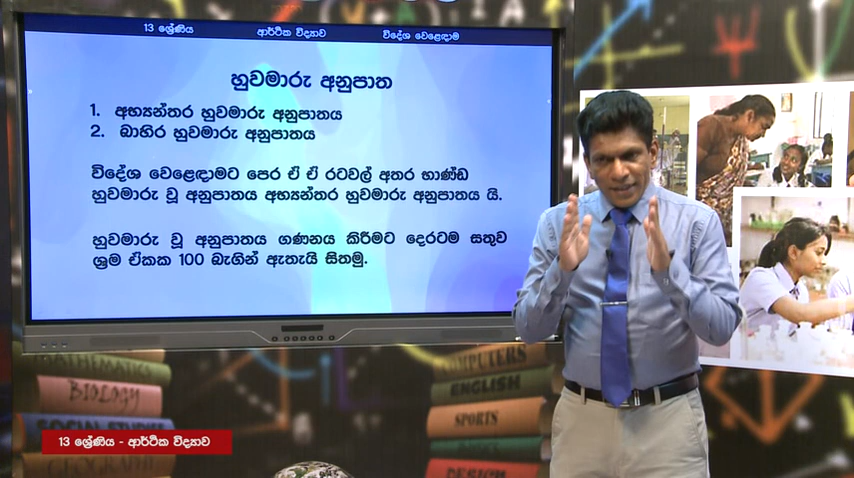 13 ශ්‍රේණිය ආර්ථික විද්‍යාව විදේශ වෙළෙඳාම
හුවමාරු අනුපාත
1. අභ්‍යන්තර හුවමාරු අනුපාතය
2. බාහිර හුවමාරු අනුපාතය
විදේශ වෙළෙඳාමට පෙර ඒ ඒ රටවල් අතර භාණ්ඩ
හුවමාරු වූ අනුපාතය අභ්‍යන්තර හුවමාරු අනුපාතය යි.
හුවමාරු වූ අනුපාතය ගණනය කිරීමට දෙරටම සතුව
ශ්‍රම ඒකක 100 බැගින් ඇතැයි සිතමු.
MATHEMATICS
BIOLOGY
SOCIAL STUDIES
GEOGRAPHY
COMPUTERS
ENGLISH
SPORTS
DESIGN
13 ශ්‍රේණිය - ආර්ථික විද්‍යාව